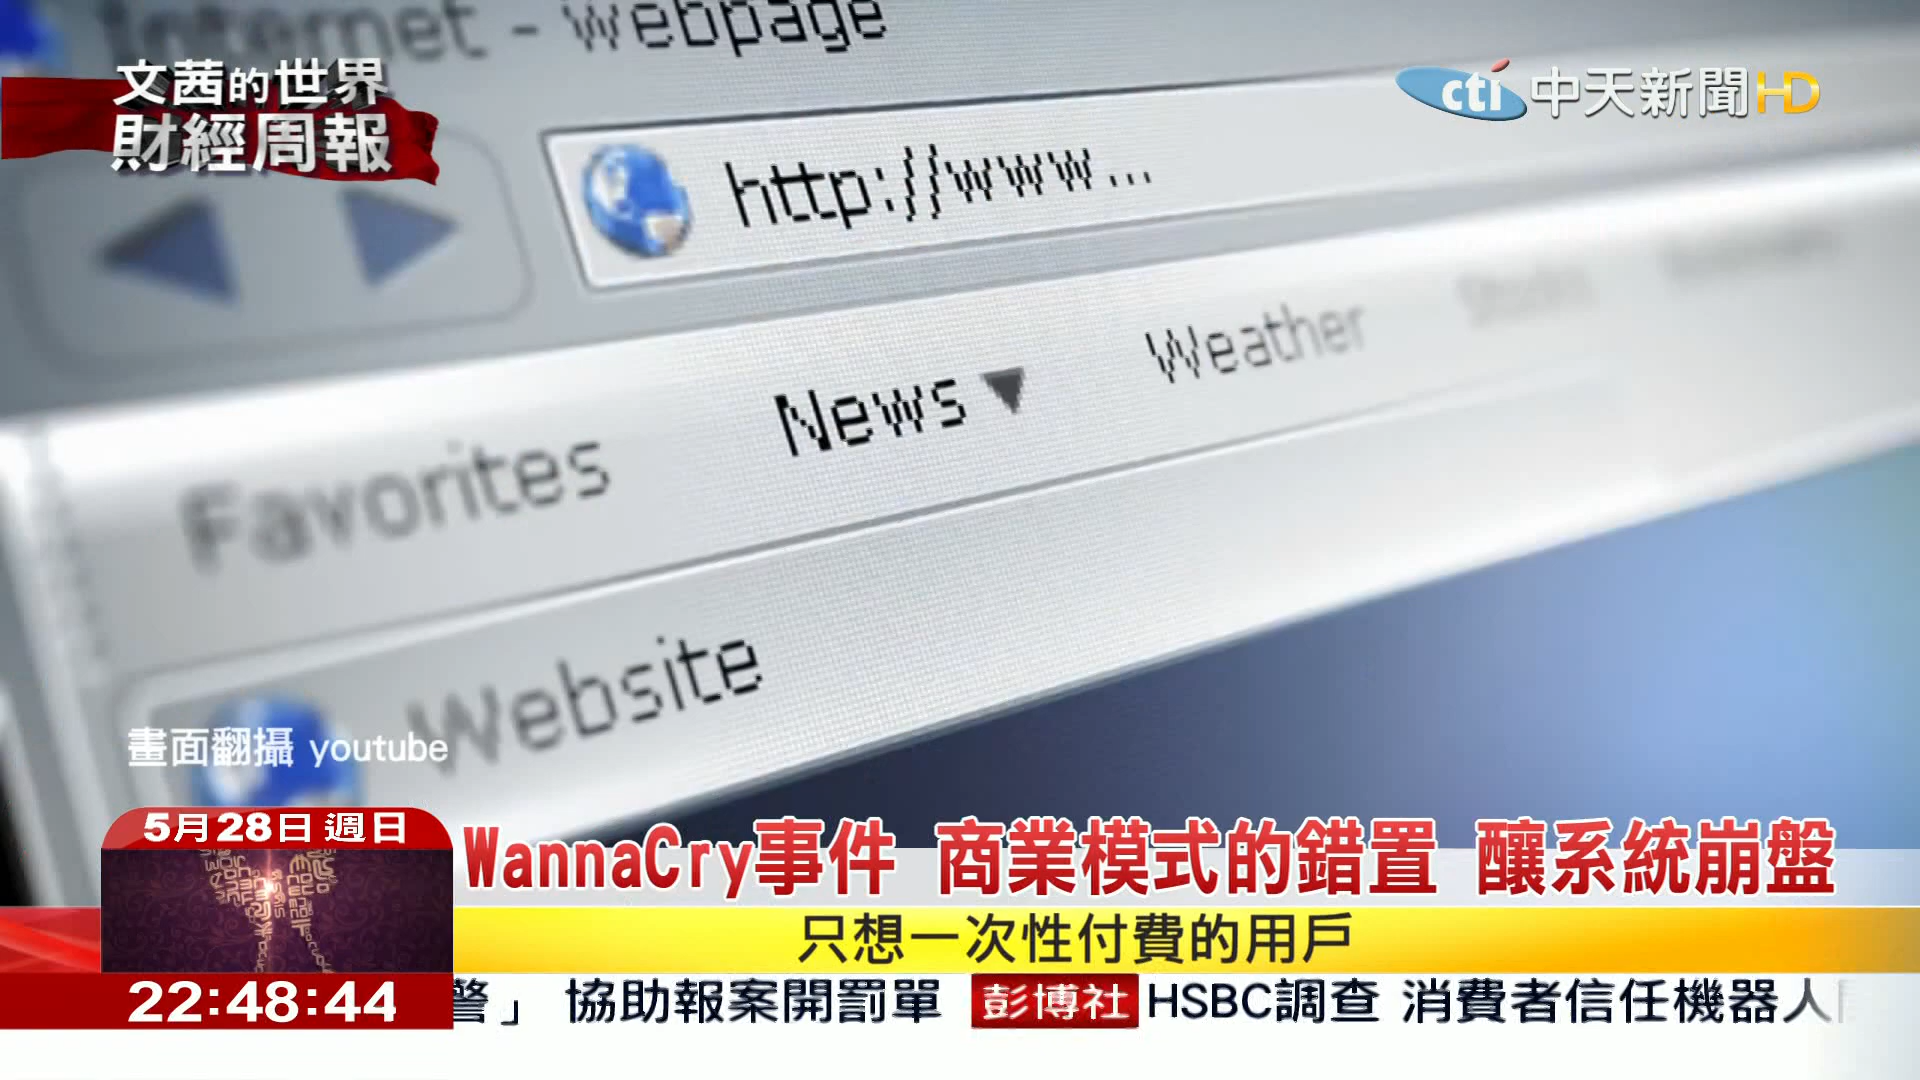 Internet - webpage
文茜的世界
財經周報
cti 中天新聞HD
http://www...
Favorites
News
Weather
Website
畫面翻攝 youtube
5月28日 週日
WannaCry事件 商業模式的錯置 釀系統崩盤
只想一次性付費的用戶
22:48:44
警」 協助報案開罰單 彭博社 HSBC調查 消費者信任機器人